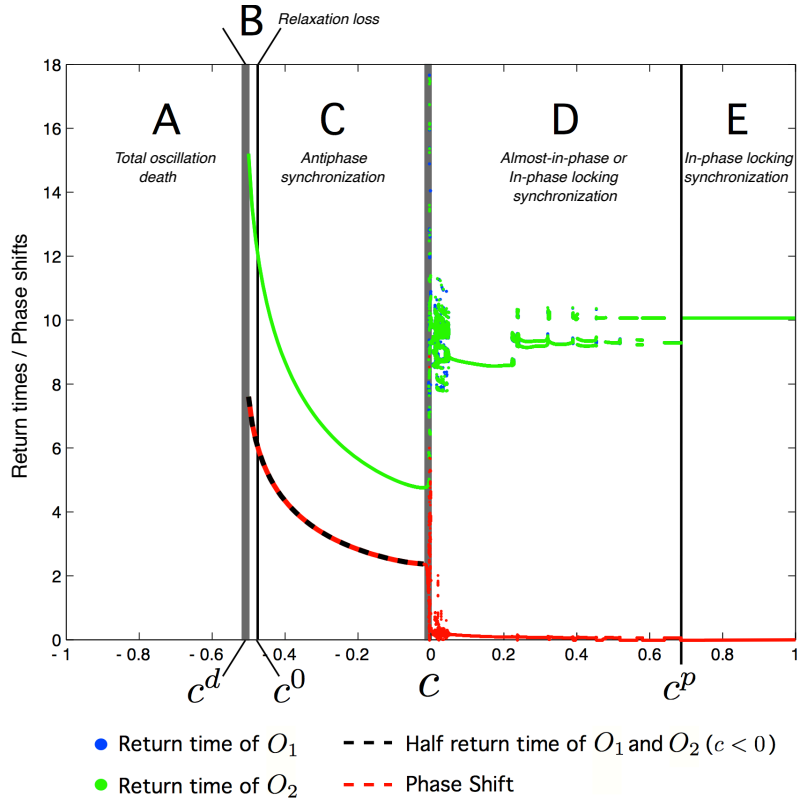 B
Relaxation loss
18
16
14
12
10
8
6
4
2
0
Return times / Phase shifts
A
Total oscillation
death
C
Antiphase
synchronization
D
Almost-in-phase or
In-phase locking
synchronization
E
In-phase locking
synchronization
- 1
- 0.8
- 0.6
- 0.4
- 0.2
0
0.2
0.4
0.6
0.8
1
c^d
c^0
c
c^p
Return time of O_1
Half return time of O_1 and O_2 (c < 0)
Return time of O_2
Phase Shift